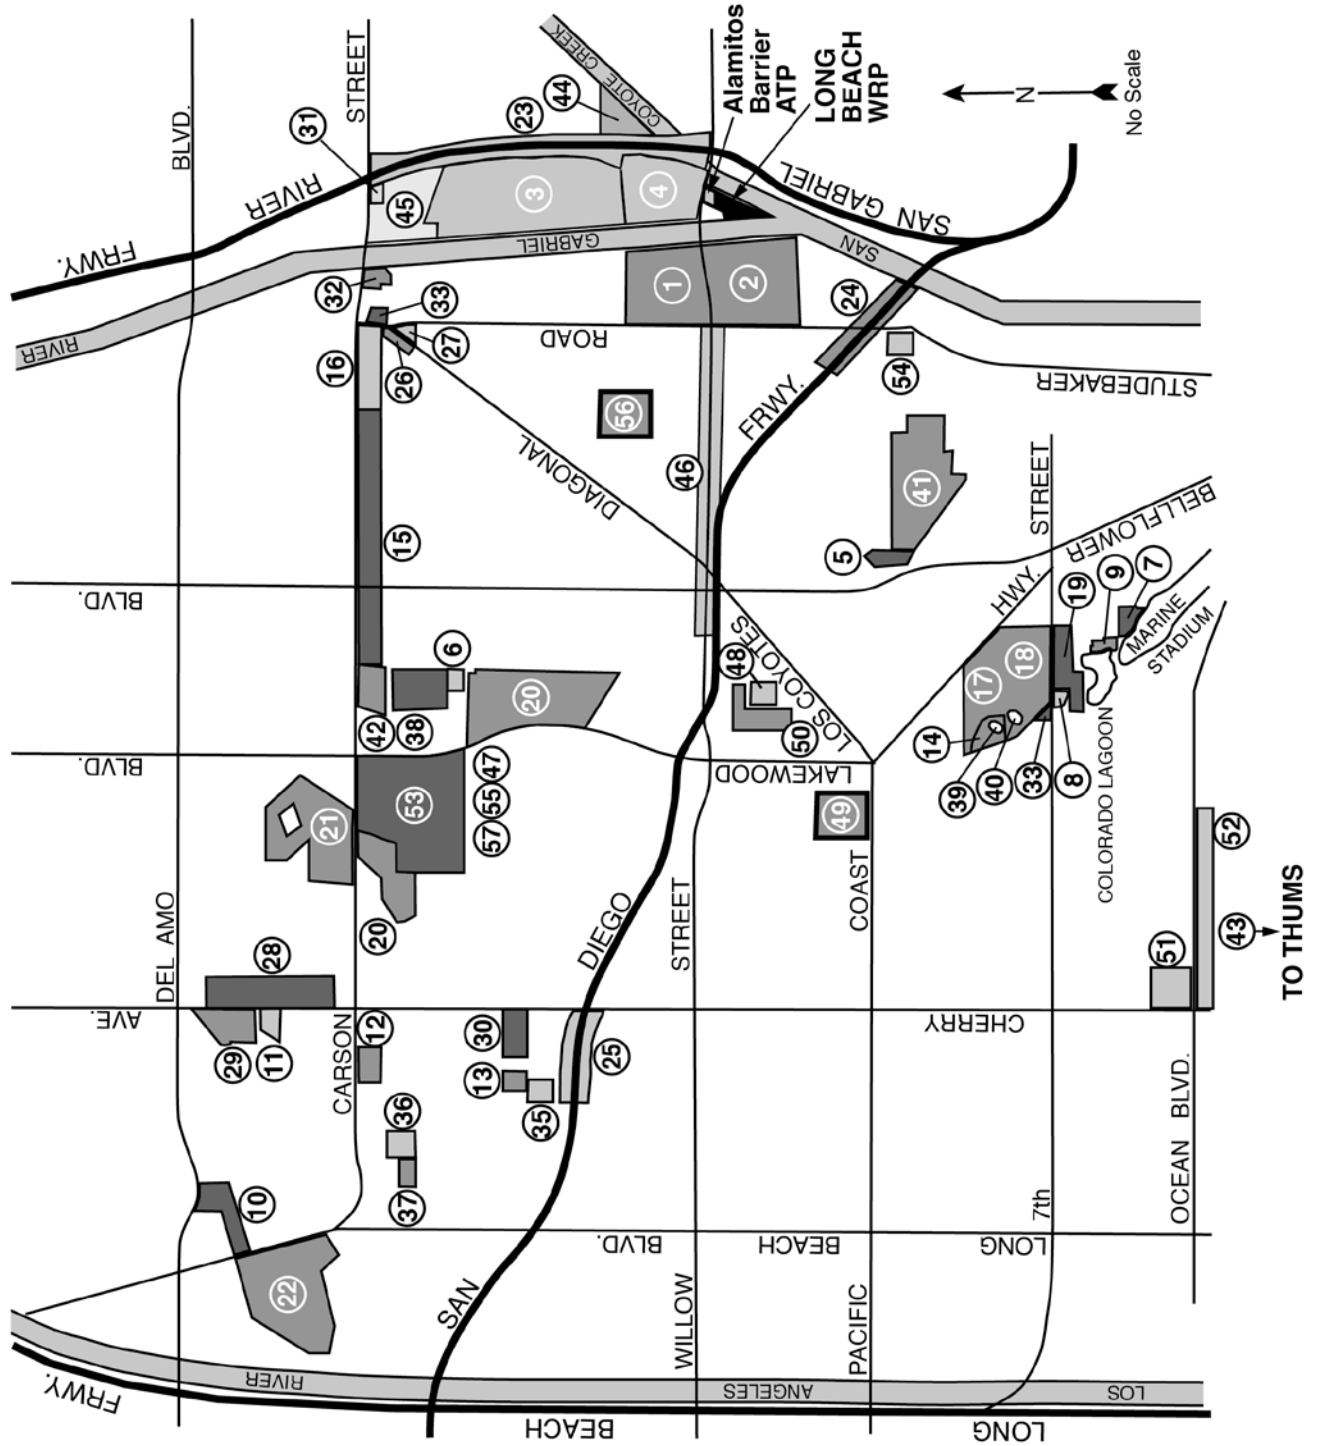 BLVD.
STREET
COYOTE CREEK
Alamitos
Barrier
ATP
LONG
BEACH
WRP
N
No Scale
31
23
44
RIVER
FRWY.
45
3
4
SAN GABRIEL
GABRIEL
SAN
RIVER
32
33
1
2
24
16
26
27
ROAD
54
STUDEBAKER
56
DIAGONAL
FRWY.
46
41
STREET
BELLFLOWER
15
5
BLVD.
HWY.
19
9
7
MARINE
STADIUM
6
20
48
LOS COYOTES
17
18
42
38
50
14
39
40
33
8
COLORADO LAGOON
BLVD.
LAKEWOOD
47
55
57
53
21
49
52
20
COAST
DEL AMO
28
DIEGO
STREET
51
43
TO THUMS
AVE.
CHERRY
29
11
CARSON
12
30
13
35
25
36
37
10
7th
OCEAN BLVD.
BLVD.
BEACH
LONG
22
SAN
WILLOW
PACIFIC
FRWY.
RIVER
ANGELES
LOS
BEACH
LONG